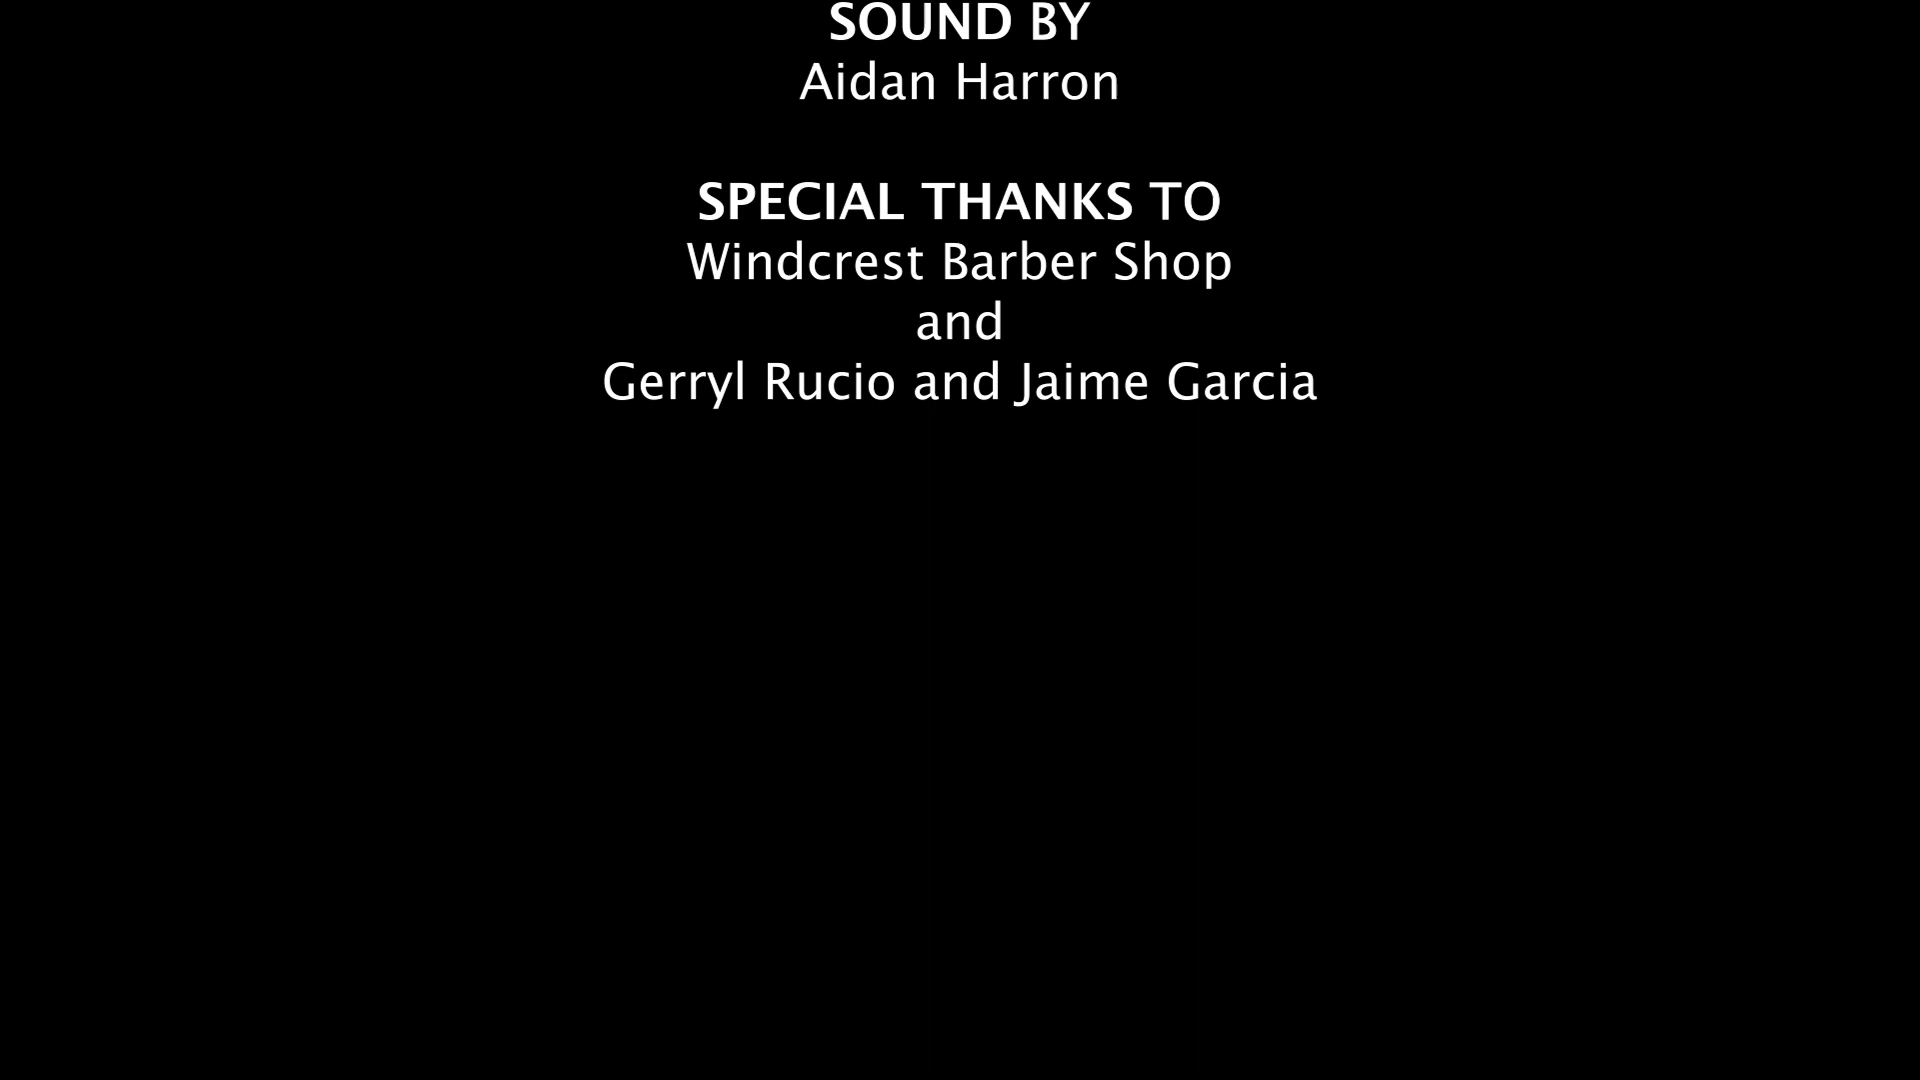 SOUND BY
Aidan Harron
SPECIAL THANKS TO
Windcrest Barber Shop
and
Gerryl Rucio and Jaime Garcia